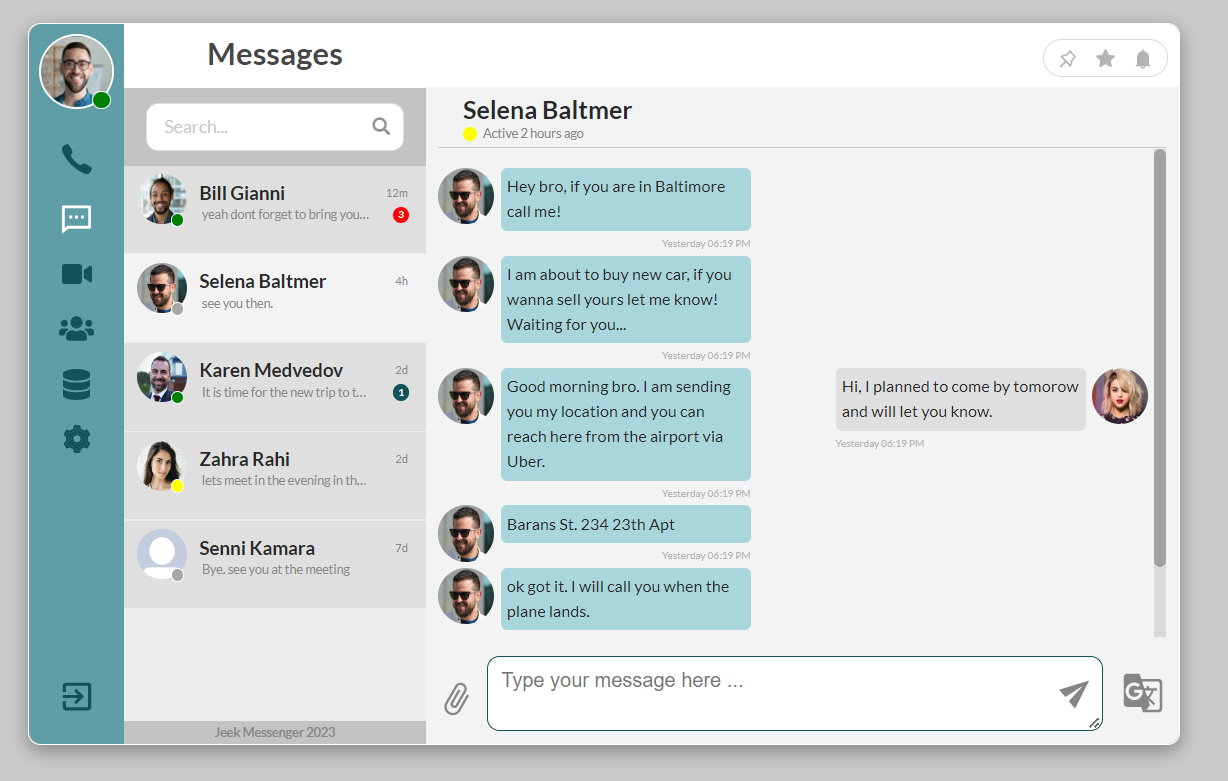 Messages
Search...
Bill Gianni
12m
yeah dont forget to bring you...
3
Selena Baltmer
4h
see you then.
Karen Medvedov
2d
It is time for the new trip to t...
1
Zahra Rahi
2d
lets meet in the evening in th...
Senni Kamara
7d
Bye. see you at the meeting
Jeek Messenger 2023
Selena Baltmer
Active 2 hours ago
Hey bro, if you are in Baltimore
call me!
Yesterday 06:19 PM
I am about to buy new car, if you
wanna sell yours let me know!
Waiting for you...
Yesterday 06:19 PM
Good morning bro. I am sending
you my location and you can
reach here from the airport via
Uber.
Yesterday 06:19 PM
Hi, I planned to come by tomorow
and will let you know.
Yesterday 06:19 PM
Barans St. 234 23th Apt
Yesterday 06:19 PM
ok got it. I will call you when the
plane lands.
Type your message here ...
G文